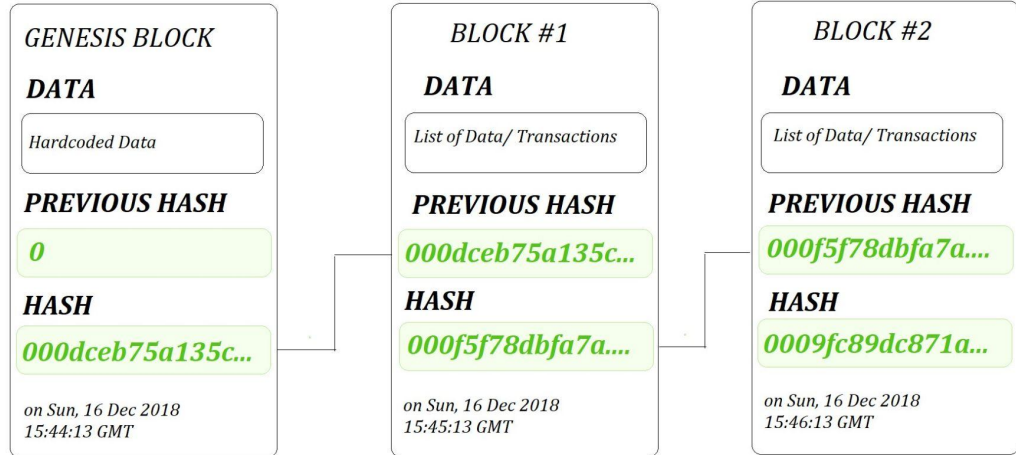 GENESIS BLOCK
DATA
Hardcoded Data
PREVIOUS HASH
0
HASH
000dceb75a135c...
on Sun, 16 Dec 2018
15:44:13 GMT
BLOCK #1
DATA
List of Data/ Transactions
PREVIOUS HASH
000dceb75a135c...
HASH
000f5f78dbfa7a....
on Sun, 16 Dec 2018
15:45:13 GMT
BLOCK #2
DATA
List of Data/ Transactions
PREVIOUS HASH
000f5f78dbfa7a....
HASH
0009fc89dc871a...
on Sun, 16 Dec 2018
15:46:13 GMT